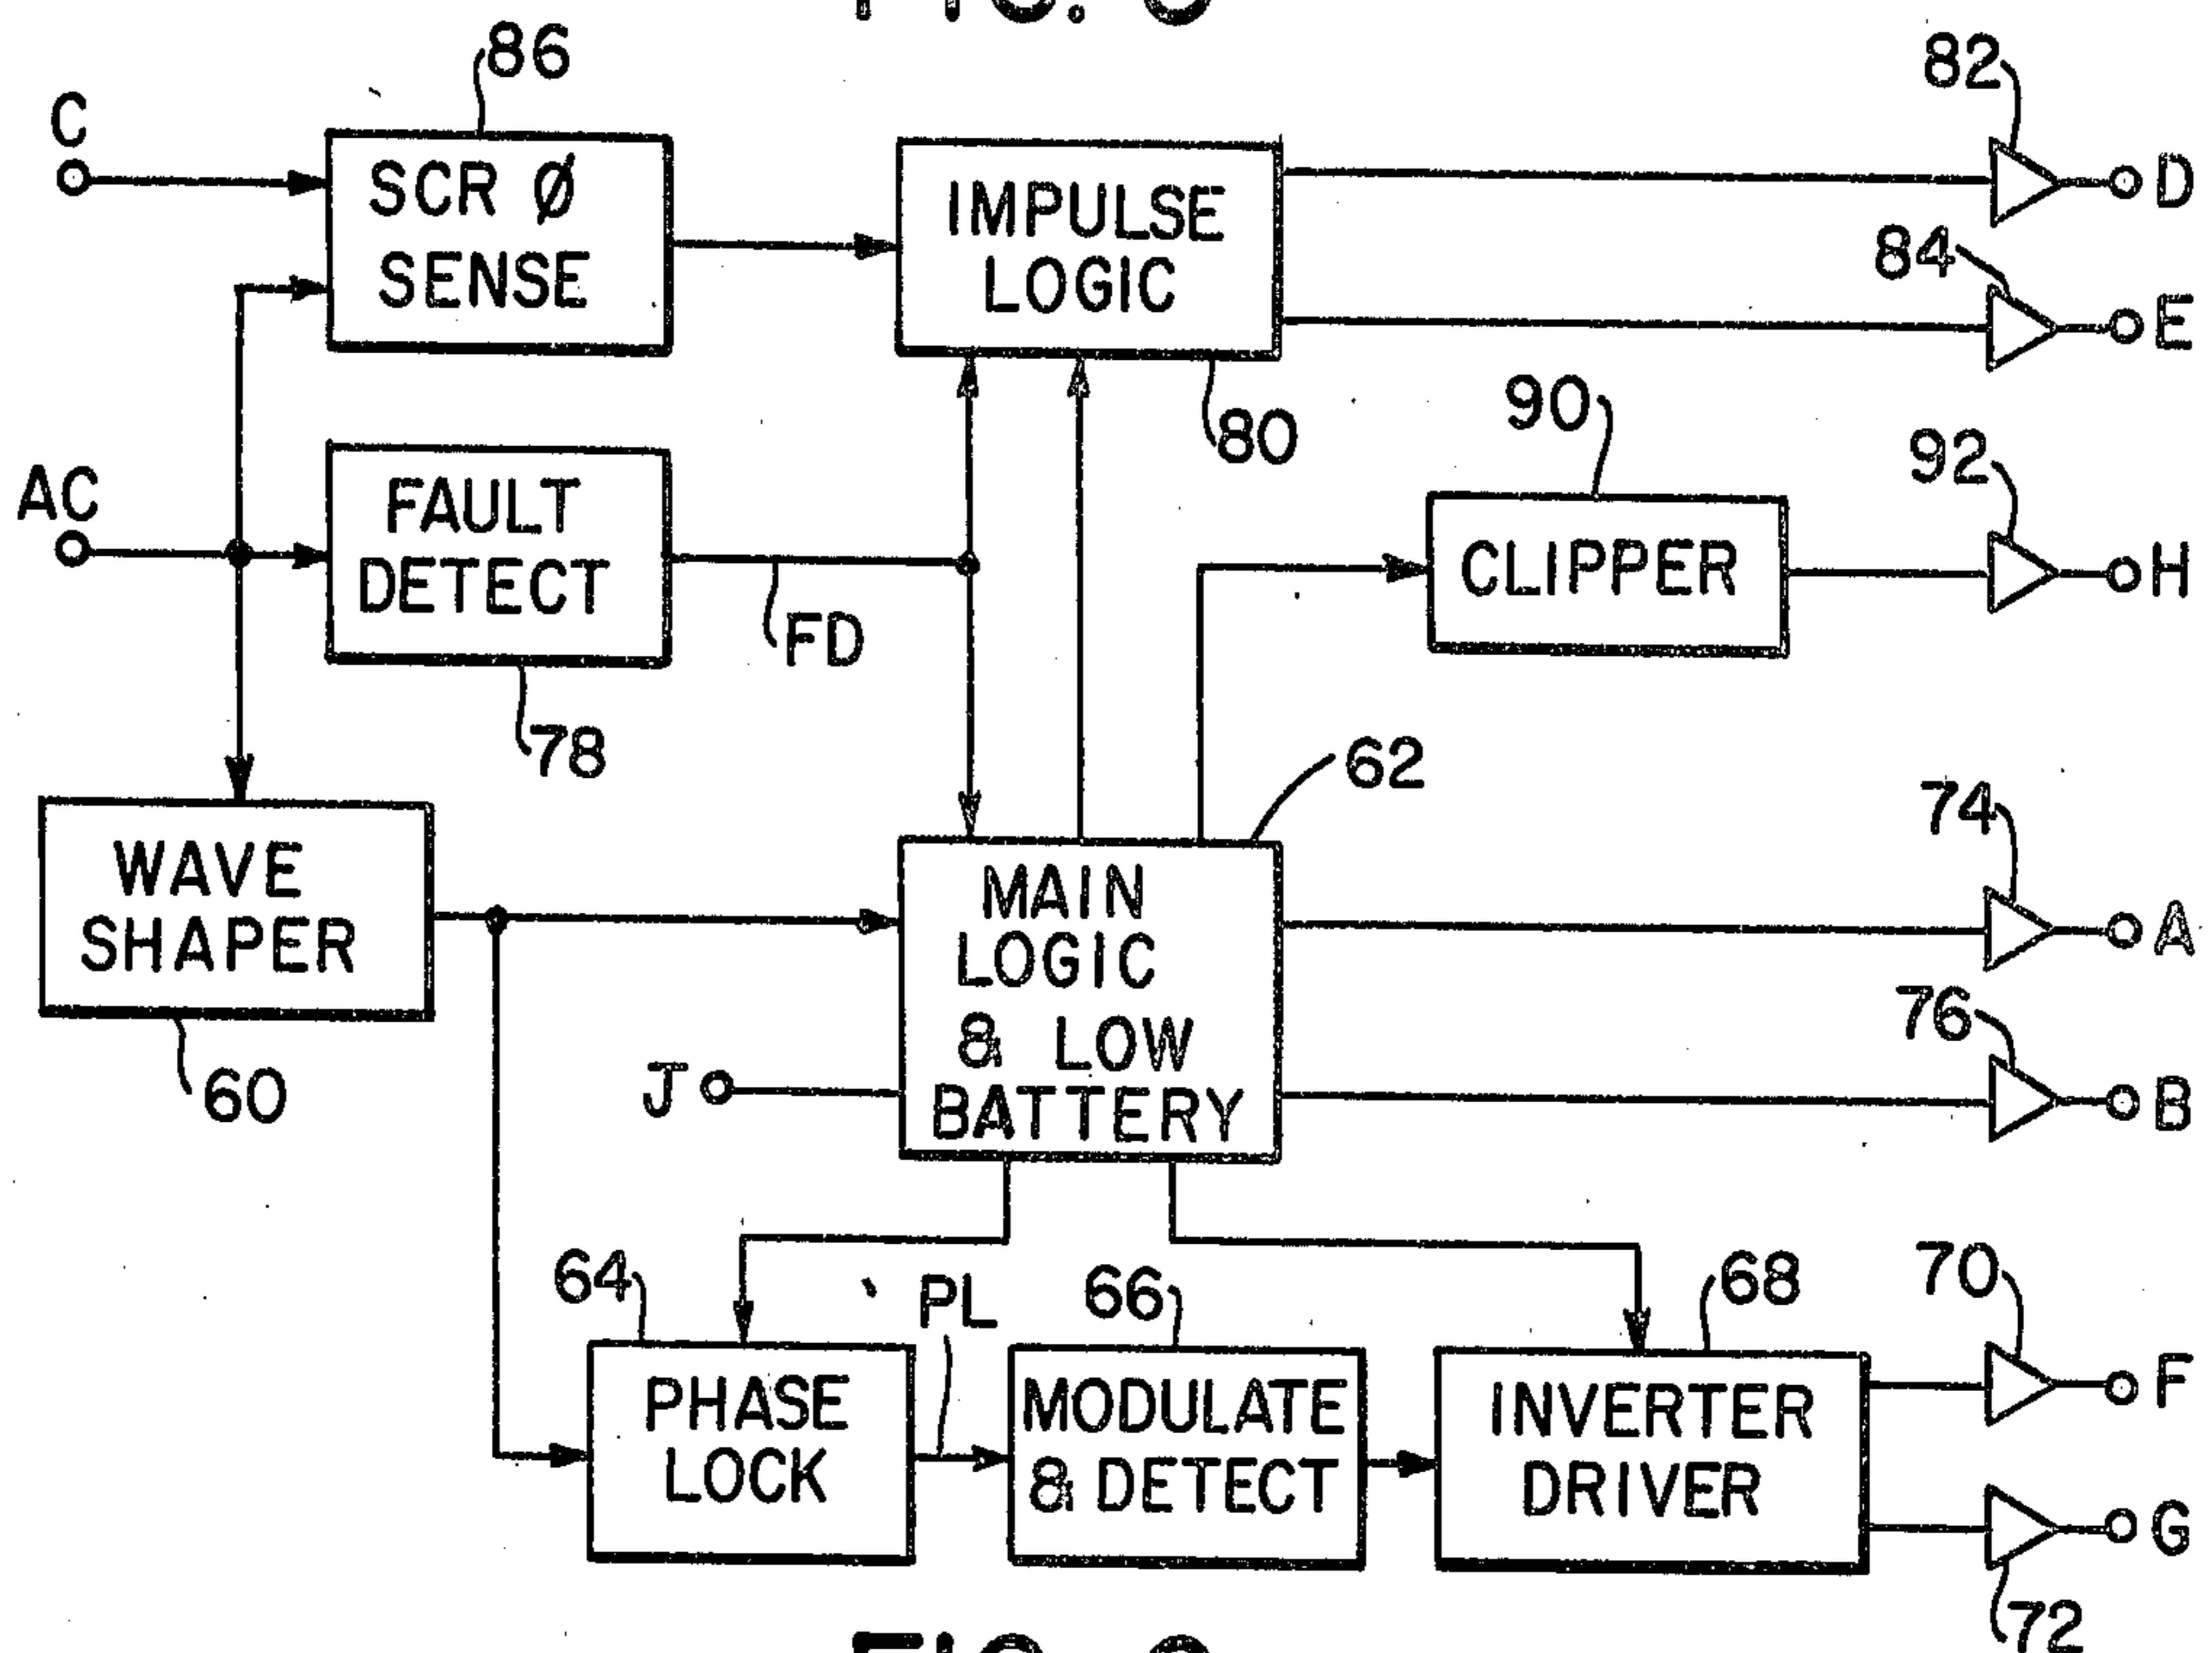 86
82
C
SCR Ø
SENSE
IMPULSE
LOGIC
D
84
E
80
90
92
AC
FAULT
DETECT
FD
CLIPPER
H
78
62
74
WAVE
SHAPER
MAIN
LOGIC
& LOW
BATTERY
A
76
J
B
60
64
PL
66
68
70
PHASE
LOCK
MODULATE
& DETECT
INVERTER
DRIVER
F
G
72